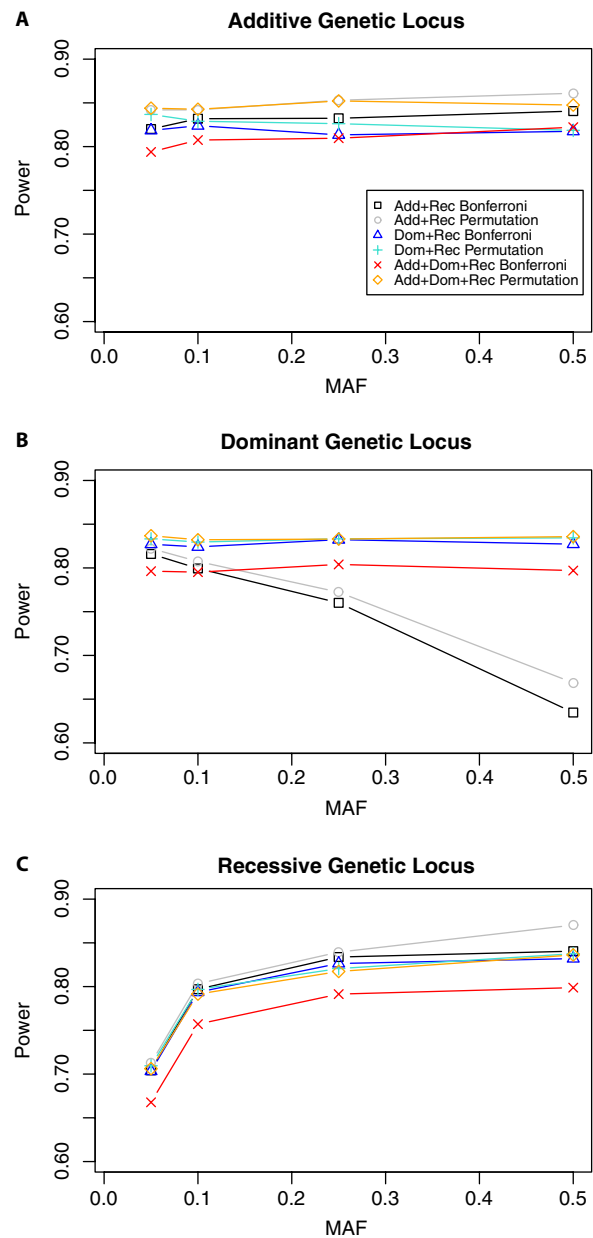 A
Additive Genetic Locus
0.90
0.80
0.70
0.60
Power
Add+Rec Bonferroni
Add+Rec Permutation
Dom+Rec Bonferroni
Dom+Rec Permutation
Add+Dom+Rec Bonferroni
Add+Dom+Rec Permutation
0.0 0.1 0.2 0.3 0.4 0.5
MAF
B
Dominant Genetic Locus
0.90
0.80
0.70
0.60
Power
0.0 0.1 0.2 0.3 0.4 0.5
MAF
C
Recessive Genetic Locus
0.90
0.80
0.70
0.60
Power
0.0 0.1 0.2 0.3 0.4 0.5
MAF